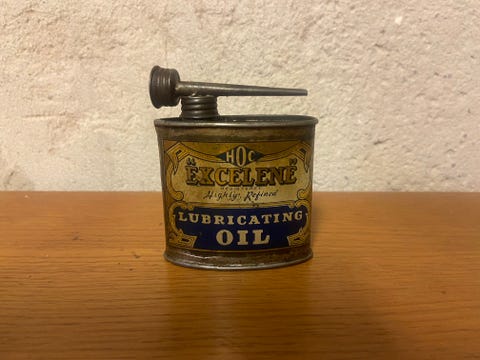 HOC
"EXCELENE"
Highly Refined
LUBRICATING
OIL